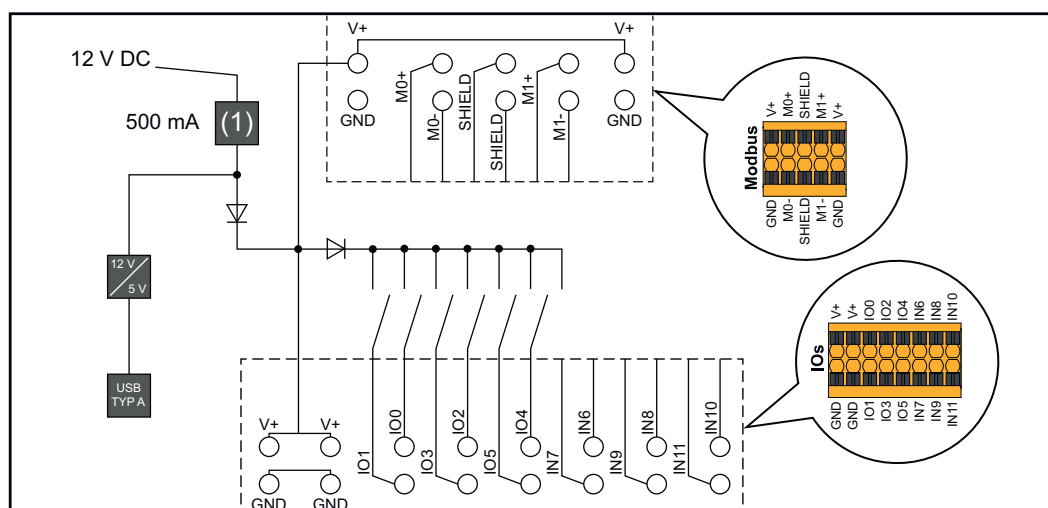 12 V DC
500 mA
(1)
12 V
5 V
USB
TYP A
V+
V+
GND
GND
M0+
M0-
SHIELD
SHIELD
M1+
M1-
Modbus
V+
M0+
SHIELD
M1+
V+
GND
M0-
SHIELD
M1-
GND
V+
V+
GND
GND
IO1
IO0
IO3
IO2
IO5
IO4
IN7
IN6
IN9
IN8
IN11
IN10
IOs
V+
V+
IO0
IO2
IO4
IN6
IN8
IN10
GND
GND
IO1
IO3
IO5
IN7
IN9
IN11